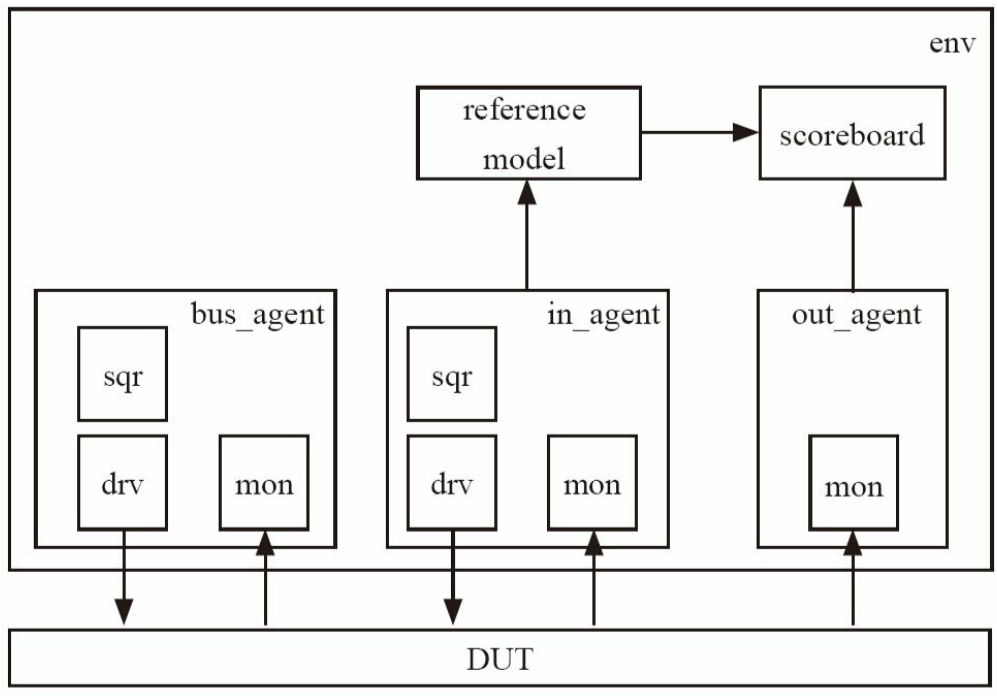 env
reference
model
scoreboard
bus_agent
in_agent
out_agent
sqr
sqr
drv
mon
drv
mon
mon
DUT